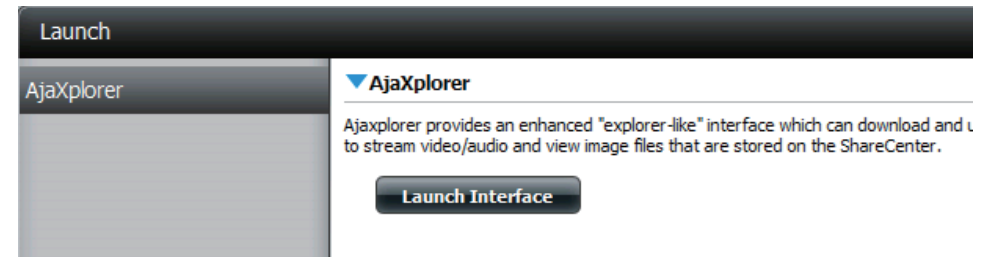 Launch
AjaXplorer
AjaXplorer
Ajaxplorer provides an enhanced "explorer-like" interface which can download and
to stream video/audio and view image files that are stored on the ShareCenter.
Launch Interface